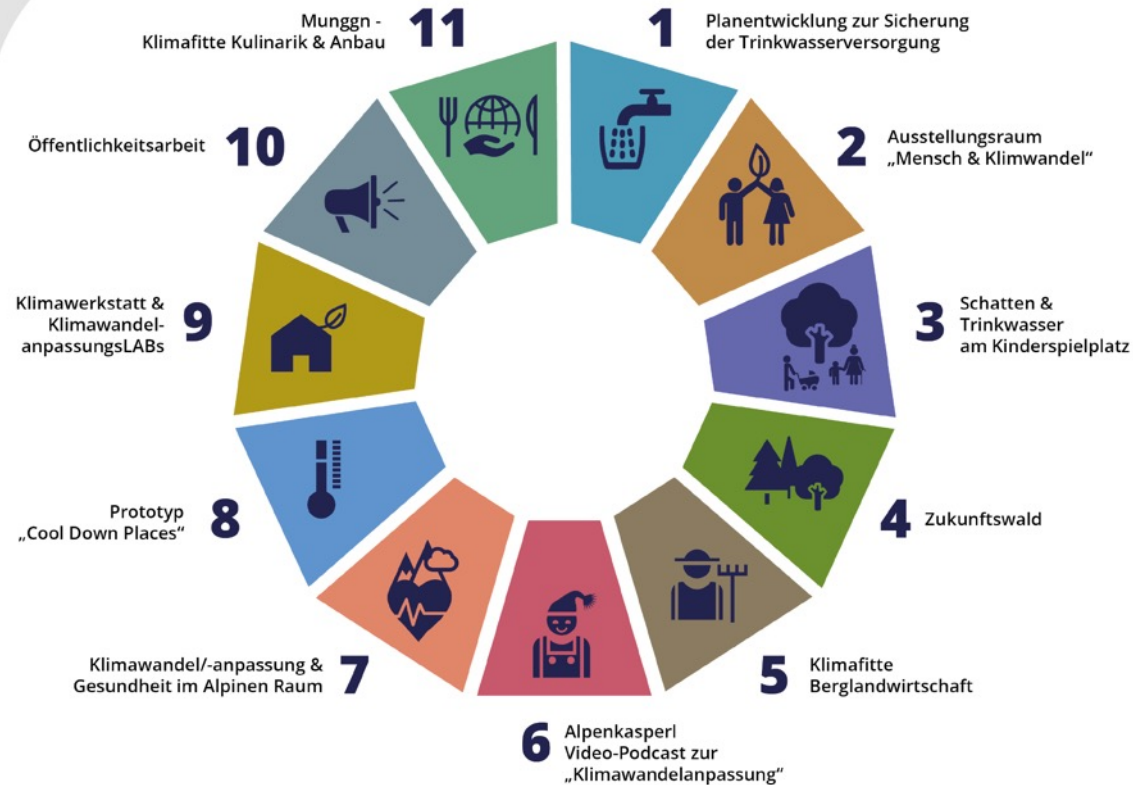 1
Planentwicklung zur Sicherung
der Trinkwasserversorgung
2
Ausstellungsraum
„Mensch & Klimwandel“
3
Schatten &
Trinkwasser
am Kinderspielplatz
4
Zukunftswald
5
Klimafitte
Berglandwirtschaft
6
Alpenkasperl
Video-Podcast zur
„Klimawandelanpassung“
7
Klimawandel/-anpassung &
Gesundheit im Alpinen Raum
8
Prototyp
„Cool Down Places“
9
Klimawerkstatt &
Klimawandel-
anpassungsLABs
10
Öffentlichkeitsarbeit
11
Munggn -
Klimafitte Kulinarik & Anbau